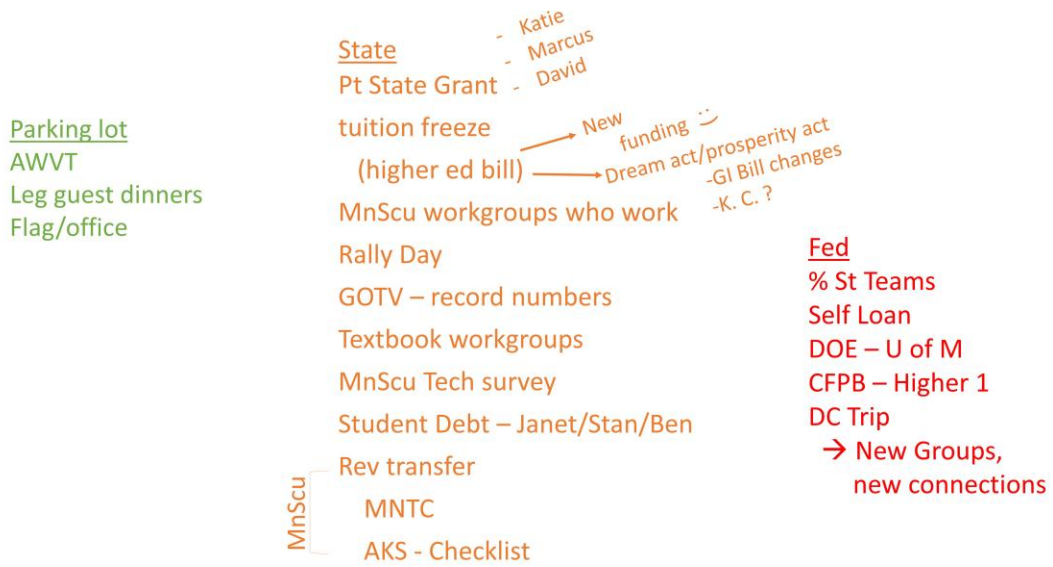 Parking lot
AWVT
Leg guest dinners
Flag/office
State
Pt State Grant
- Katie
- Marcus
- David
tuition freeze
(higher ed bill)
New
funding :)
Dream act/prosperity act
-GI Bill changes
-K. C. ?
MnScu workgroups who work
Rally Day
GOTV – record numbers
Textbook workgroups
MnScu Tech survey
Student Debt – Janet/Stan/Ben
Rev transfer
MnScu
MNTC
AKS - Checklist
Fed
% St Teams
Self Loan
DOE – U of M
CFPB – Higher 1
DC Trip
→ New Groups,
new connections